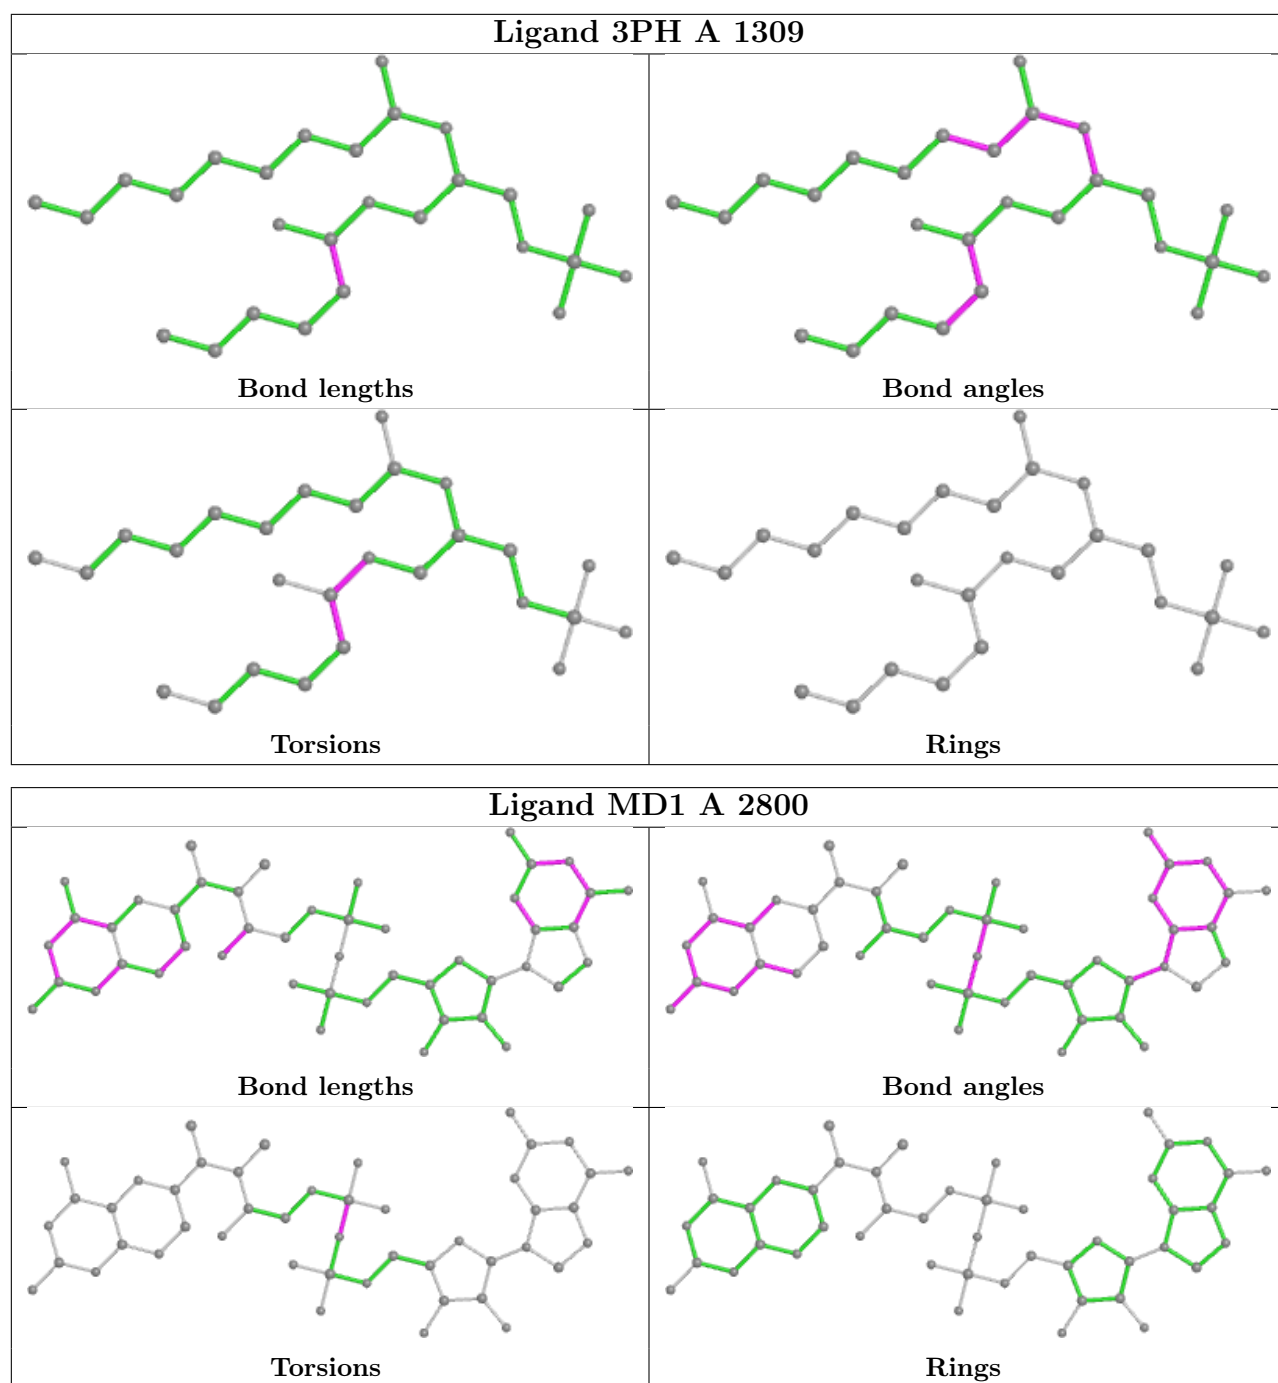 Ligand 3PH A 1309
Bond lengths
Bond angles
Torsions
Rings
Ligand MD1 A 2800
Bond lengths
Bond angles
Torsions
Rings